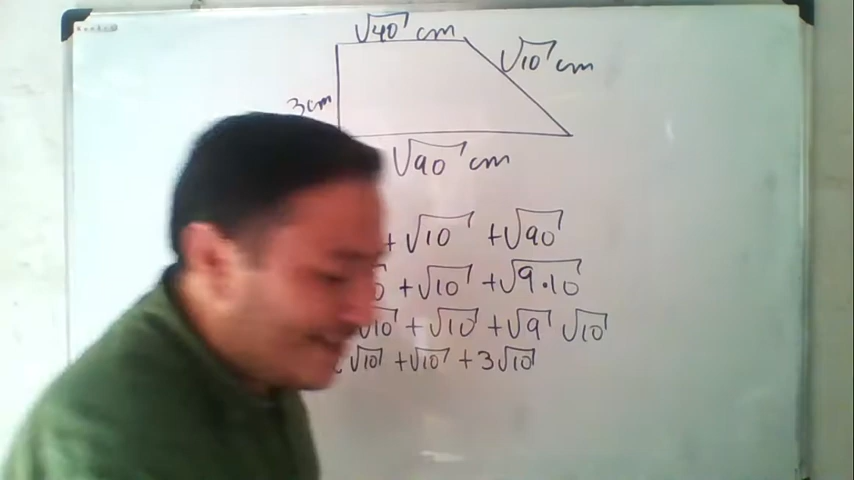 √40 cm
√10 cm
3cm
√90 cm
+ √10 + √90
+ √10 + √9·10
√10 + √10 + √9 √10
√10 + √10 + 3√10